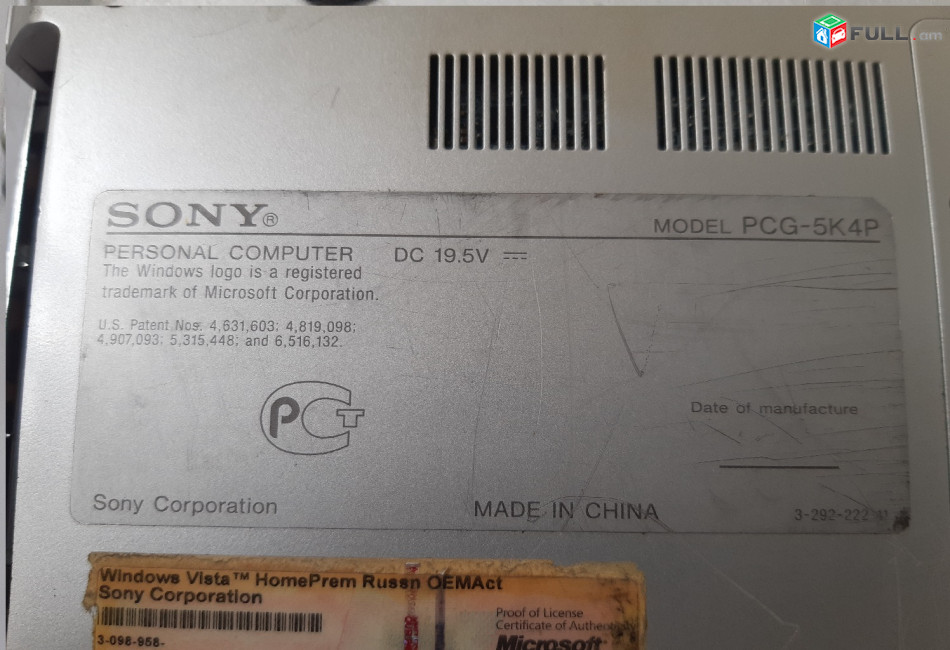 FULL.am
SONY®
MODEL PCG-5K4P
PERSONAL COMPUTER DC 19.5V
The Windows logo is a registered
trademark of Microsoft Corporation.
U.S. Patent Nos. 4,631,603; 4,819,098;
4,907,093; 5,315,448; and 6,516,132.
РСТ
Date of manufacture
Sony Corporation
MADE IN CHINA
3-292-222
Windows Vista™ HomePrem Russn OEMAct
Sony Corporation
Proof of License
Certificate of
3-098-958-
Microsoft